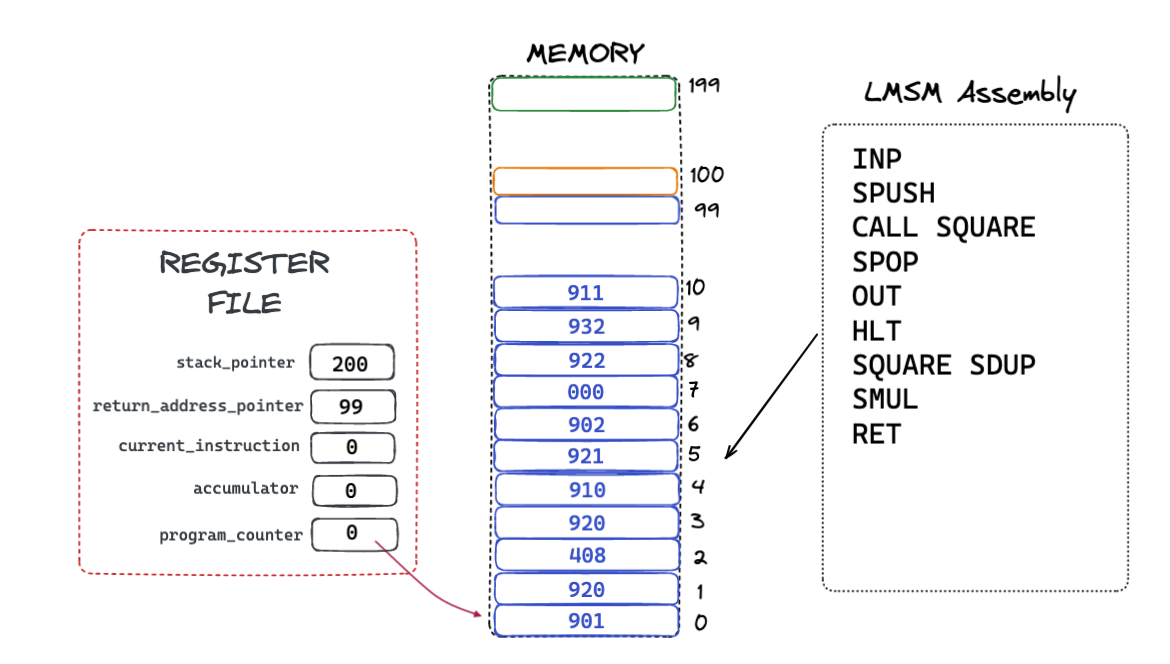 MEMORY
199
100
99
911 10
932 9
922 8
000 7
902 6
921 5
910 4
920 3
408 2
920 1
901 0
REGISTER
FILE
stack_pointer 200
return_address_pointer 99
current_instruction 0
accumulator 0
program_counter 0
LMSM Assembly
INP
SPUSH
CALL SQUARE
SPOP
OUT
HLT
SQUARE SDUP
SMUL
RET